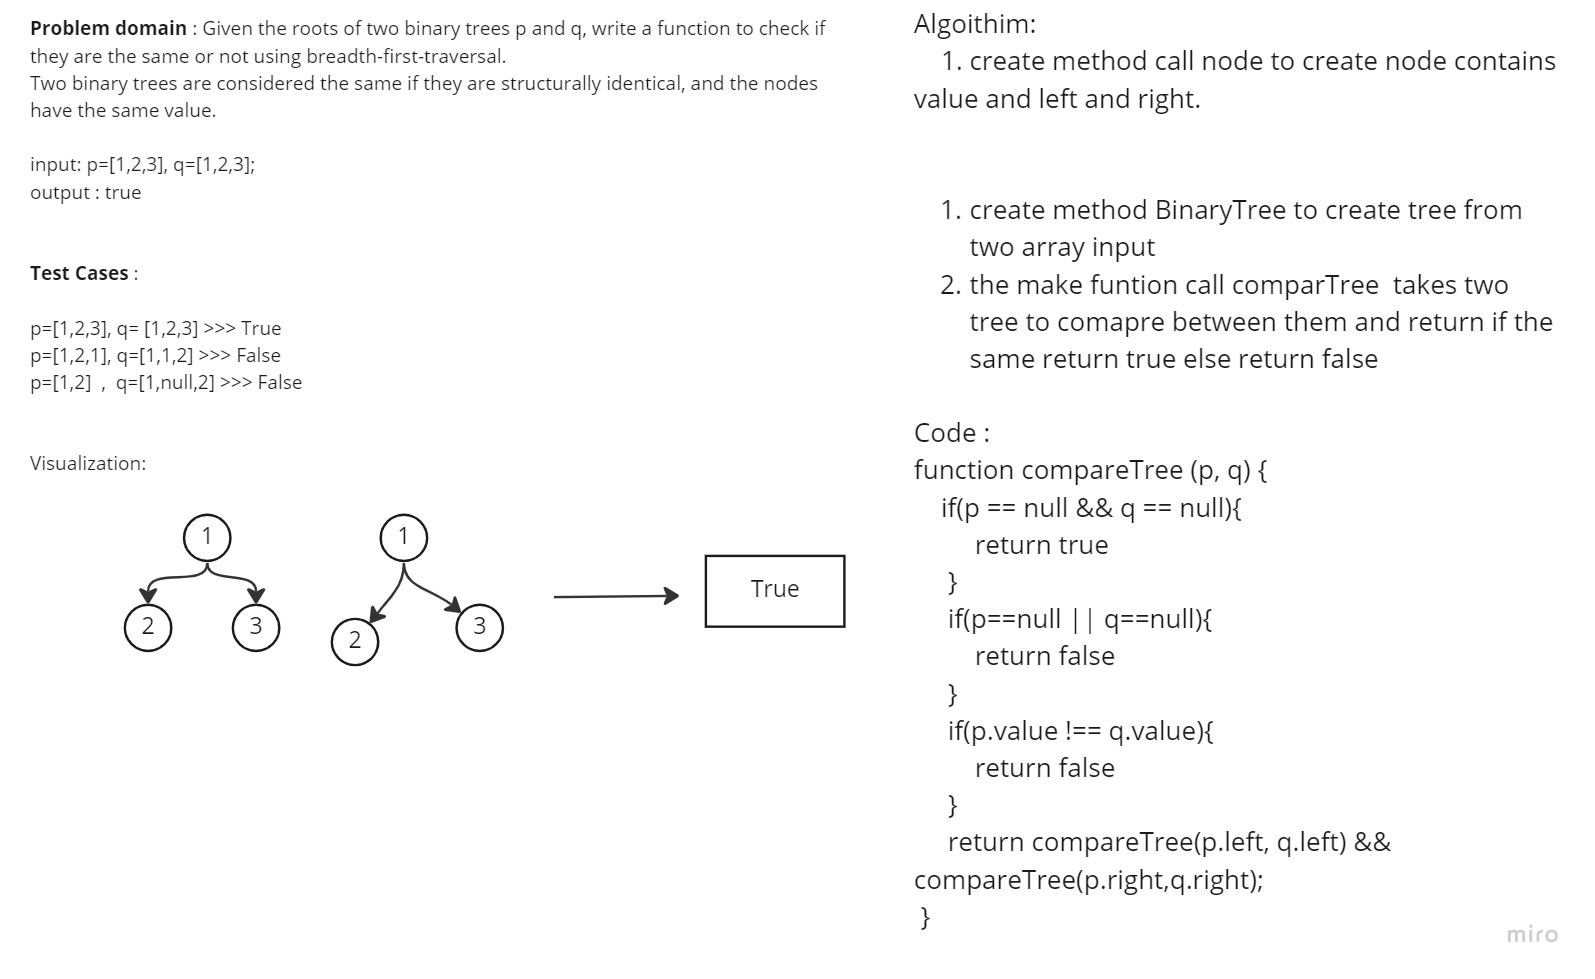 Problem domain : Given the roots of two binary trees p and q, write a function to check if
they are the same or not using breadth-first-traversal.
Two binary trees are considered the same if they are structurally identical, and the nodes
have the same value.
input: p=[1,2,3], q=[1,2,3];
output : true
Test Cases :
p=[1,2,3], q= [1,2,3] >>> True
p=[1,2,1], q=[1,1,2] >>> False
p=[1,2]  ,  q=[1,null,2] >>> False
Visualization:
1
2
3
1
2
3
True
Algoithim:
1. create method call node to create node contains
value and left and right.
1. create method BinaryTree to create tree from
two array input
2. the make funtion call comparTree  takes two
tree to comapre between them and return if the
same return true else return false
Code :
function compareTree (p, q) {
if(p == null && q == null){
return true
}
if(p==null || q==null){
return false
}
if(p.value !== q.value){
return false
}
return compareTree(p.left, q.left) &&
compareTree(p.right,q.right);
}
miro